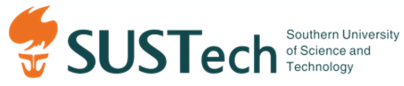 SUSTech
Southern University
of Science and
Technology